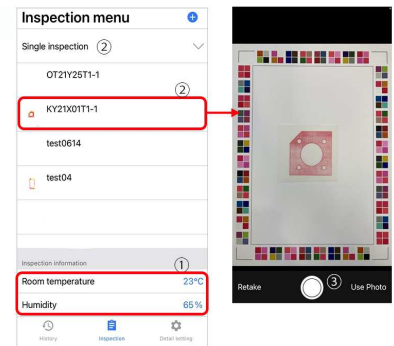 Inspection menu
Single inspection ②
OT21Y25T1-1
②
KY21X01T1-1
test0614
test04
Inspection information
①
Room temperature 23°C
Humidity 65%
History Inspection Detail setting
Retake ③ Use Photo